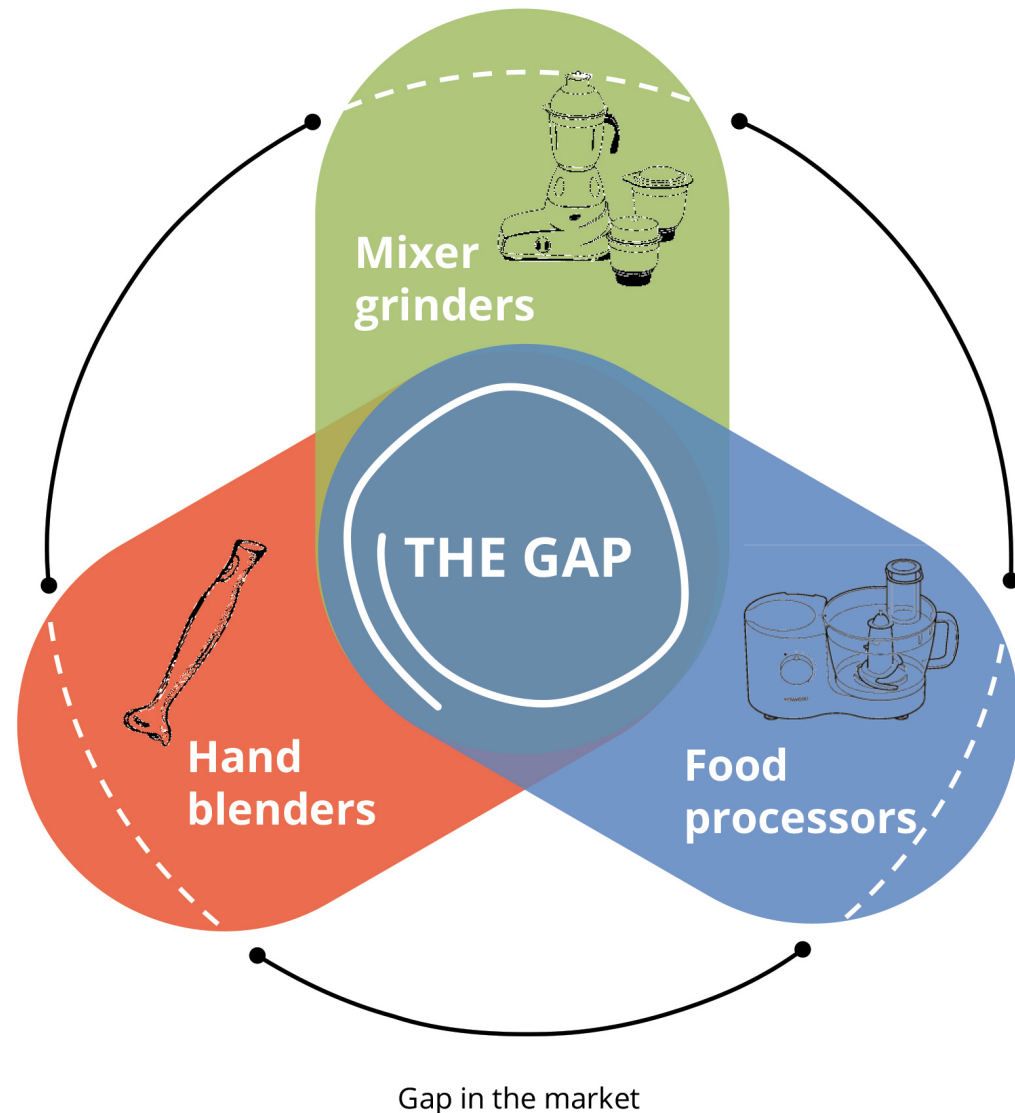 Mixer
grinders
THE GAP
Hand
blenders
Food
processors
Gap in the market